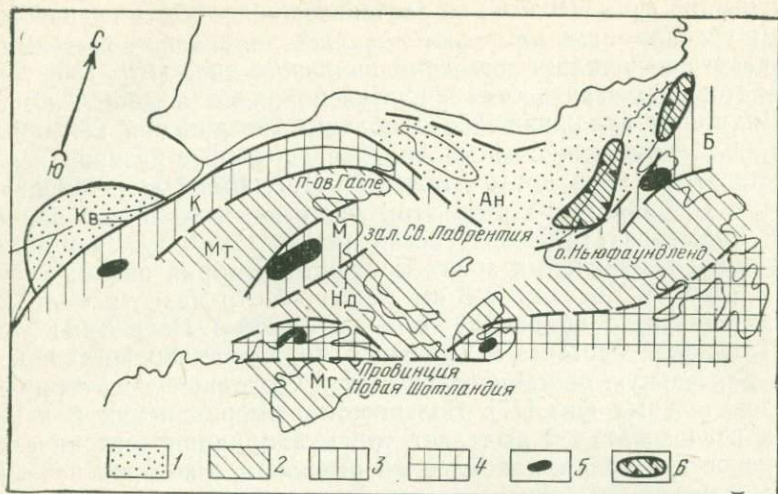 С
Ю
Кв
К
п-ов Гаспе
Ан
Б
Мт
М
зал. Св. Лаврентия
о. Ньюфаундленд
Нд
Мг
Провинция
Новая Шотландия
1 2 3 4 5 6